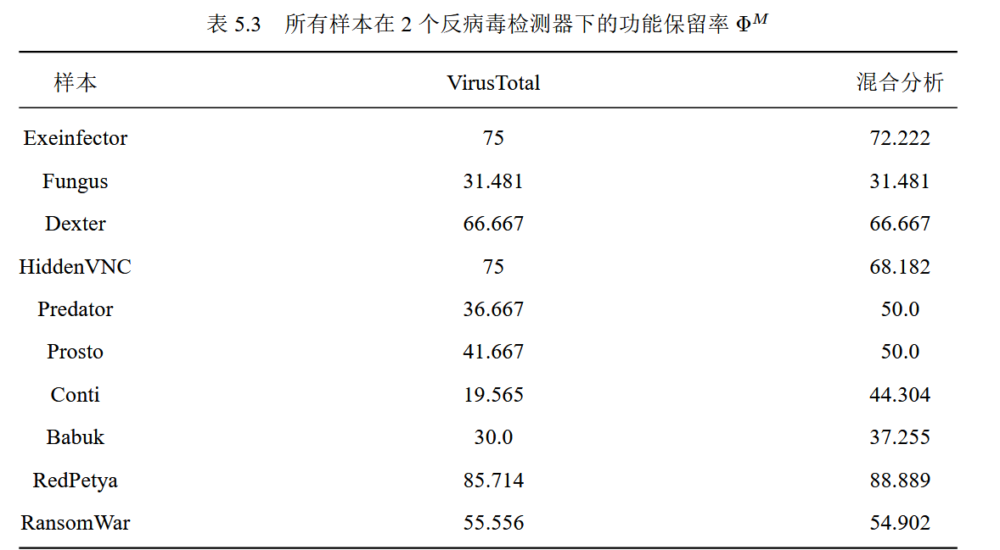 表 5.3 所有样本在 2 个反病毒检测器下的功能保留率 Φ^M
样本 VirusTotal 混合分析
Exeinfector 75 72.222
Fungus 31.481 31.481
Dexter 66.667 66.667
HiddenVNC 75 68.182
Predator 36.667 50.0
Prosto 41.667 50.0
Conti 19.565 44.304
Babuk 30.0 37.255
RedPetya 85.714 88.889
RansomWar 55.556 54.902